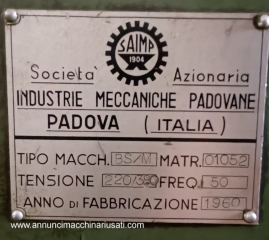 SAIMP
1904
Società Azionaria
INDUSTRIE MECCANICHE PADOVANE
PADOVA (ITALIA)
TIPO MACCH. BS/M MATR. 01052
TENSIONE 220/380 FREQ. 50
ANNO DI FABBRICAZIONE 1960
www.annuncimacchinariusati.com